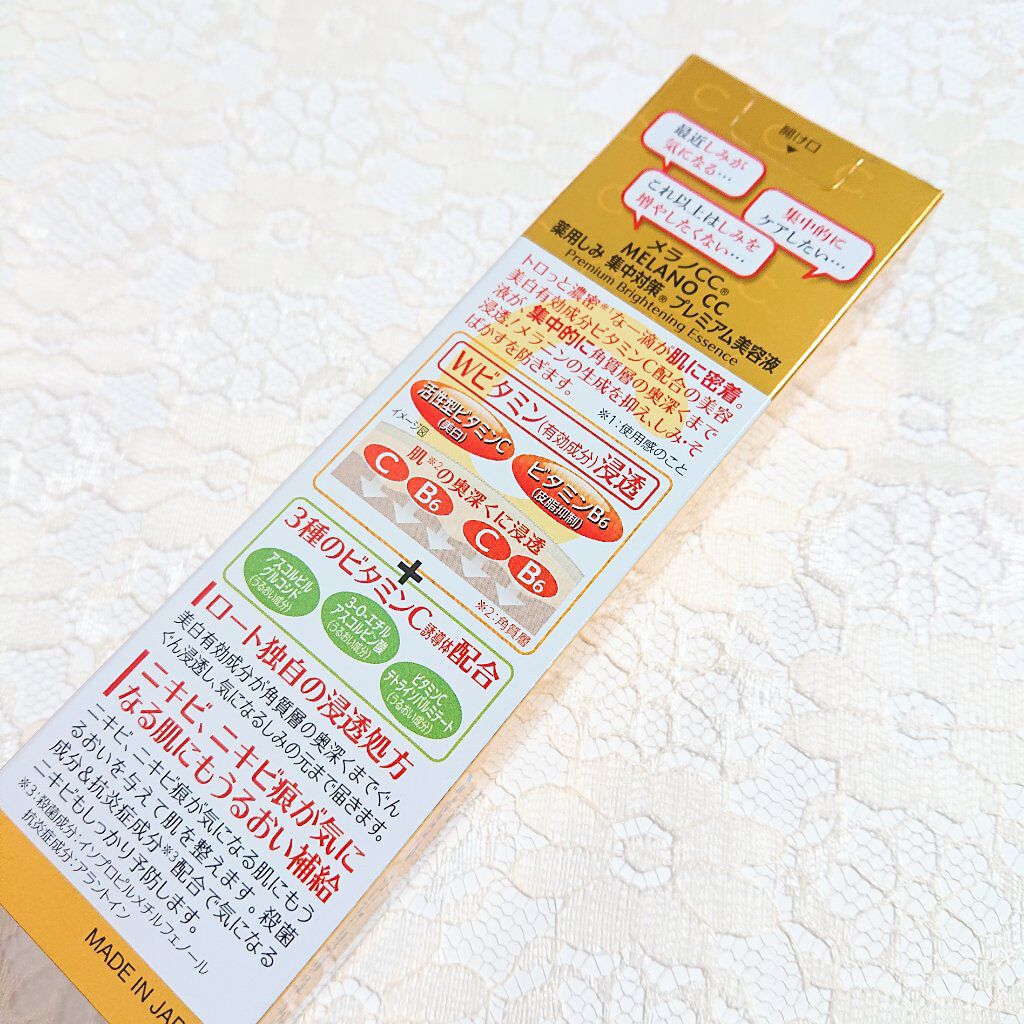 開け口
最近しみが
気になる…
これ以上はしみを
増やしたくない…
集中的に
ケアしたい…
メラノCC®
MELANO CC
薬用しみ 集中対策® プレミアム美容液
Premium Brightening Essence
トロっと濃密※1な一滴が肌に密着。
美白有効成分ビタミンC配合の美容
液が、集中的に角質層の奥深くまで
浸透!メラニンの生成を抑え、しみ・そ
ばかすを防ぎます。
※1:使用感のこと
Wビタミン(有効成分)浸透
イメージ図
活性型ビタミンC
(美白)
ビタミンB6
(皮脂抑制)
肌※2の奥深くに浸透
C
B6
C
B6
※2:角質層
+
3種のビタミンC誘導体配合
アスコルビル
グルコシド
(うるおい成分)
3-O-エチル
アスコルビン酸
(うるおい成分)
ビタミンC
テトライソパルミテート
(うるおい成分)
ロート独自の浸透処方
美白有効成分が角質層の奥深くまでぐん
ぐん浸透し、気になるしみの元まで届きます。
ニキビ、ニキビ痕が気に
なる肌にもうるおい補給
ニキビ、ニキビ痕が気になる肌にもう
るおいを与えて肌を整えます。殺菌
成分&抗炎症成分※3配合で気になる
ニキビもしっかり予防します。
※3:殺菌成分:イソプロピルメチルフェノール
抗炎症成分:アラントイン
MADE IN JAP